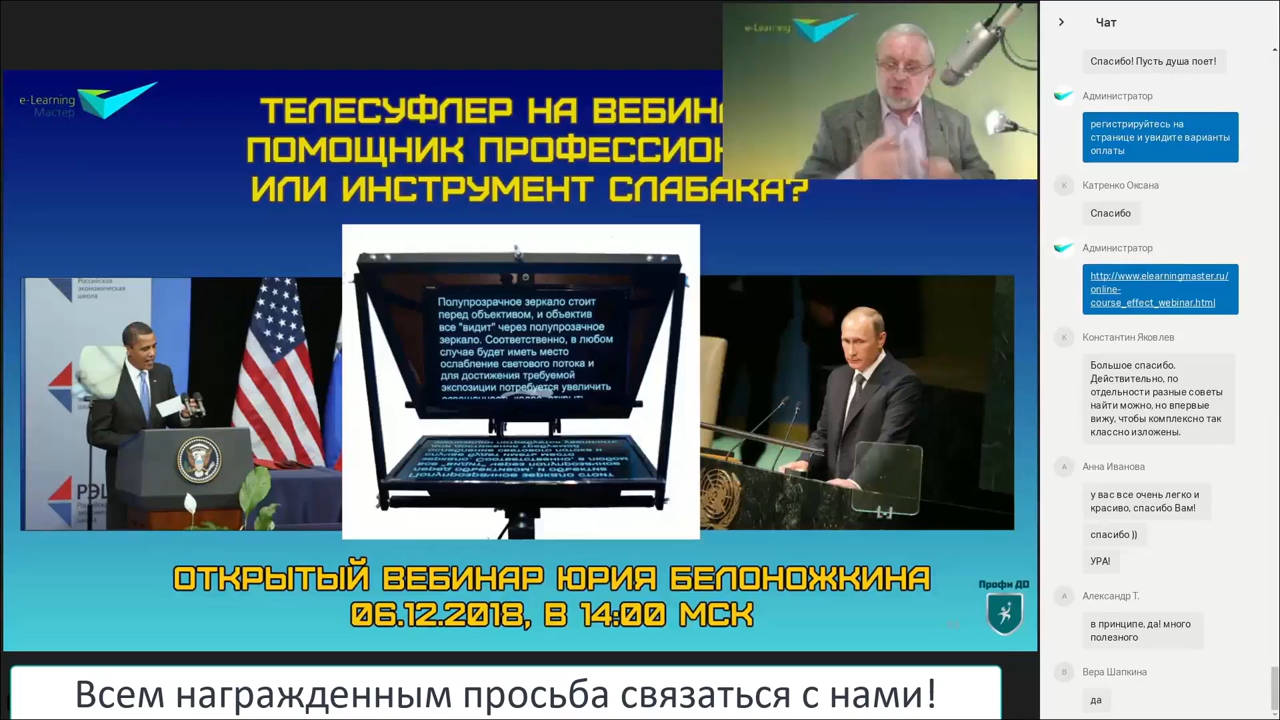 e-Learning
Мастер
ТЕЛЕСУФЛЕР НА ВЕБИНА
ПОМОЩНИК ПРОФЕССИОН
ИЛИ ИНСТРУМЕНТ СЛАБАКА?
e-Learning
Российская
экономическая
школа
РЭШ
Полупрозрачное зеркало стоит
перед объективом, и объектив
все "видит" через полупрозрачное
зеркало. Соответственно, в любом
случае будет иметь место
ослабление светового потока и
для достижения требуемой
экспозиции потребуется увеличить
ОТКРЫТЫЙ ВЕБИНАР ЮРИЯ БЕЛОНОЖКИНА
06.12.2018, В 14:00 МСК
Профи ДО
Всем награжденным просьба связаться с нами!
Чат
Спасибо! Пусть душа поет!
Администратор
регистрируйтесь на
странице и увидите варианты
оплаты
К
Катренко Оксана
Спасибо
Администратор
http://www.elearningmaster.ru/
online-
course_effect_webinar.html
К
Константин Яковлев
Большое спасибо.
Действительно, по
отдельности разные советы
найти можно, но впервые
вижу, чтобы комплексно так
классно изложены.
А
Анна Иванова
у вас все очень легко и
красиво, спасибо Вам!
спасибо ))
УРА!
А
Александр Т.
в принципе, да! много
полезного
В
Вера Шапкина
да